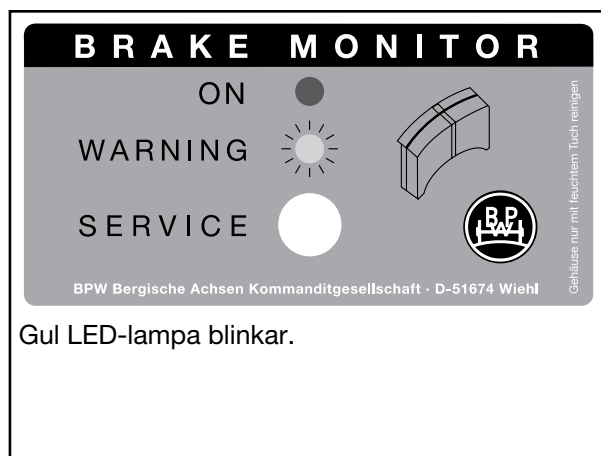 BRAKE MONITOR
ON
WARNING
SERVICE
BPW
BPW Bergische Achsen Kommanditgesellschaft · D-51674 Wiehl
Gehäuse nur mit feuchtem Tuch reinigen
Gul LED-lampa blinkar.